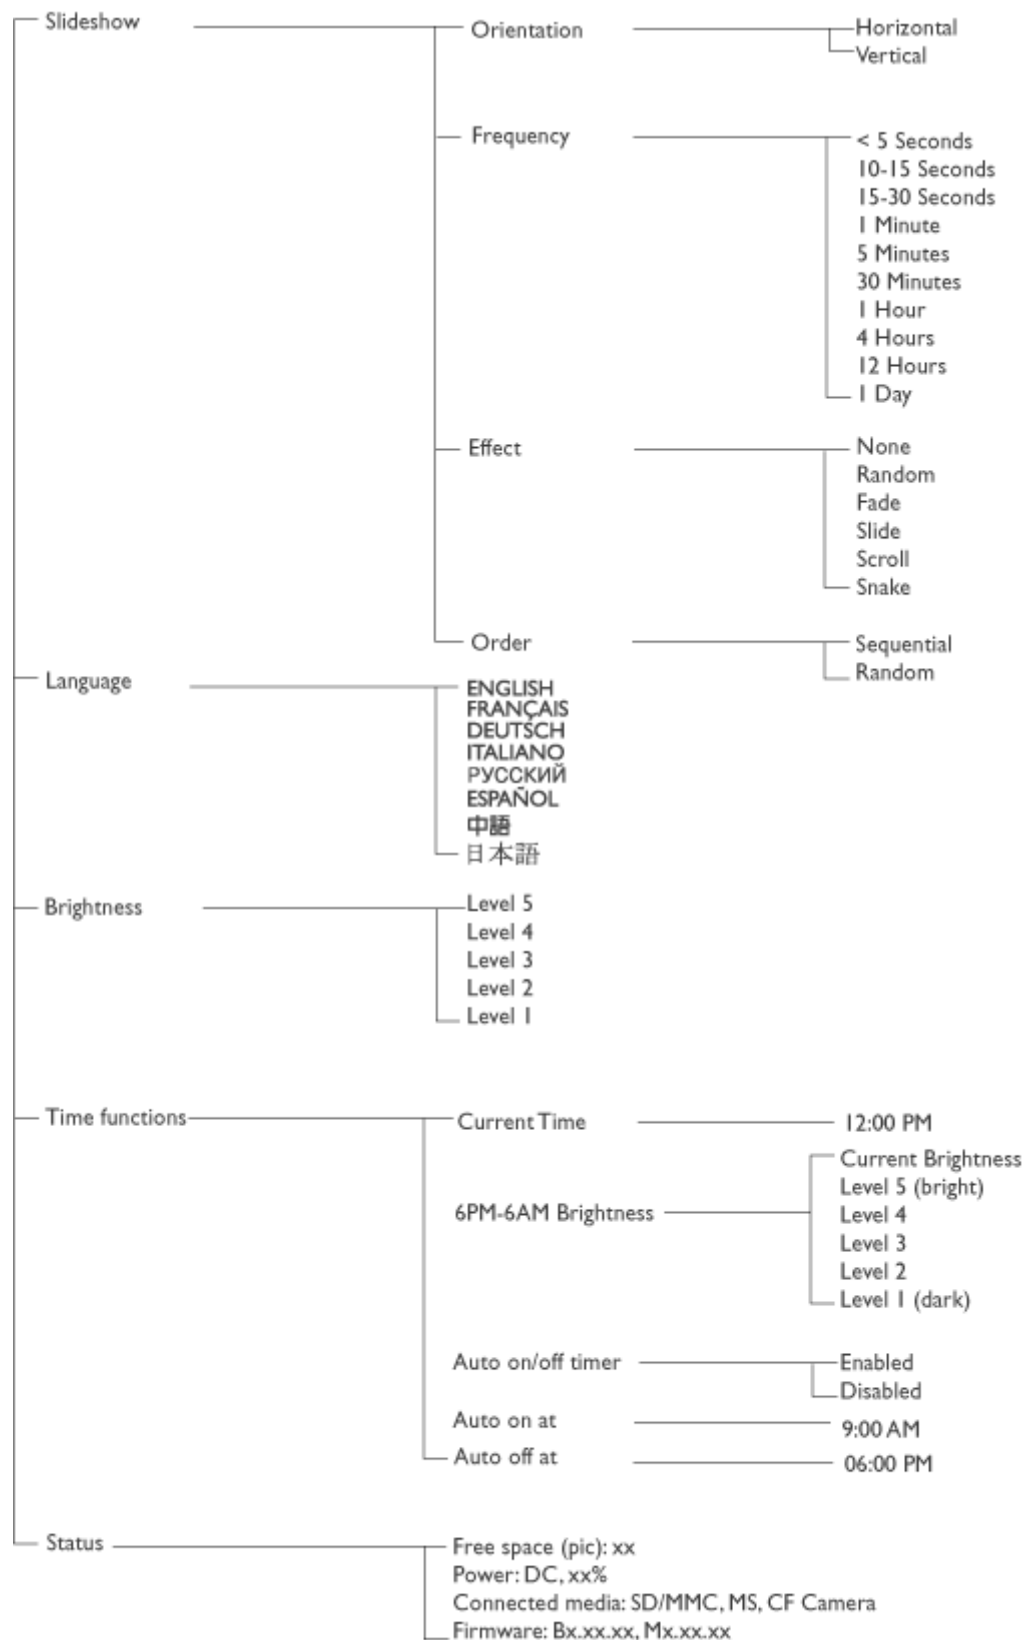 Slideshow
Orientation
Horizontal
Vertical
Frequency
< 5 Seconds
10-15 Seconds
15-30 Seconds
1 Minute
5 Minutes
30 Minutes
1 Hour
4 Hours
12 Hours
1 Day
Effect
None
Random
Fade
Slide
Scroll
Snake
Order
Sequential
Random
Language
ENGLISH
FRANÇAIS
DEUTSCH
ITALIANO
РУССКИЙ
ESPAÑOL
中語
日本語
Brightness
Level 5
Level 4
Level 3
Level 2
Level 1
Time functions
Current Time
12:00 PM
6PM-6AM Brightness
Current Brightness
Level 5 (bright)
Level 4
Level 3
Level 2
Level 1 (dark)
Auto on/off timer
Enabled
Disabled
Auto on at
9:00 AM
Auto off at
06:00 PM
Status
Free space (pic): xx
Power: DC, xx%
Connected media: SD/MMC, MS, CF Camera
Firmware: Bx.xx.xx, Mx.xx.xx